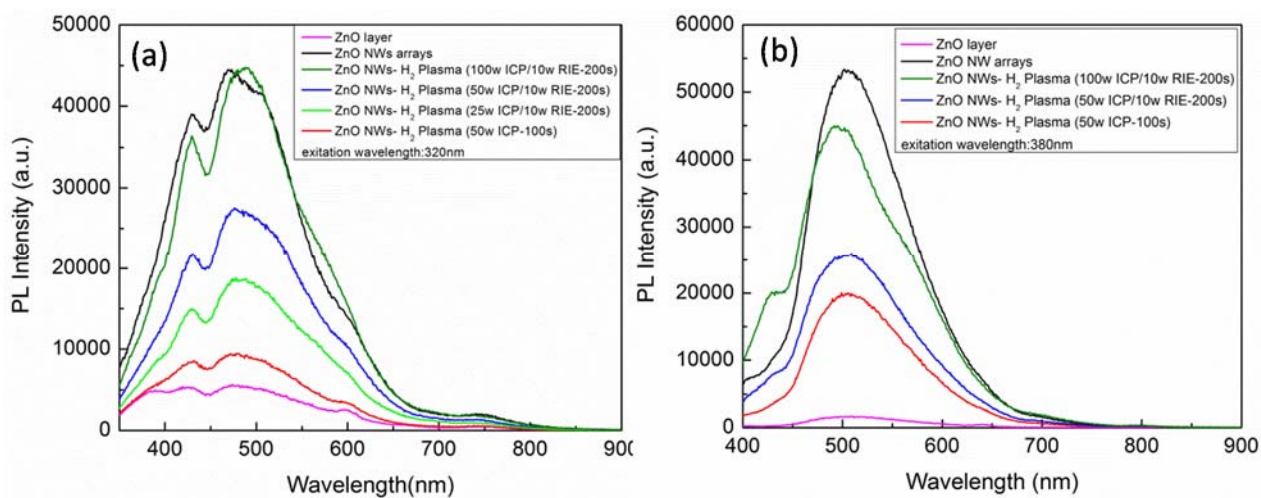 (a)
50000
40000
30000
20000
10000
0
PL Intensity (a.u.)
400
500
600
700
800
900
Wavelength(nm)
ZnO layer
ZnO NWs arrays
ZnO NWs- H2 Plasma (100w ICP/10w RIE-200s)
ZnO NWs- H2 Plasma (50w ICP/10w RIE-200s)
ZnO NWs- H2 Plasma (25w ICP/10w RIE-200s)
ZnO NWs- H2 Plasma (50w ICP-100s)
exitation wavelength:320nm
(b)
60000
50000
40000
30000
20000
10000
0
PL Intensity (a.u.)
400
500
600
700
800
900
Wavelength (nm)
ZnO layer
ZnO NW arrays
ZnO NWs- H2 Plasma (100w ICP/10w RIE-200s)
ZnO NWs- H2 Plasma (50w ICP/10w RIE-200s)
ZnO NWs- H2 Plasma (50w ICP-100s)
exitation wavelength:380nm